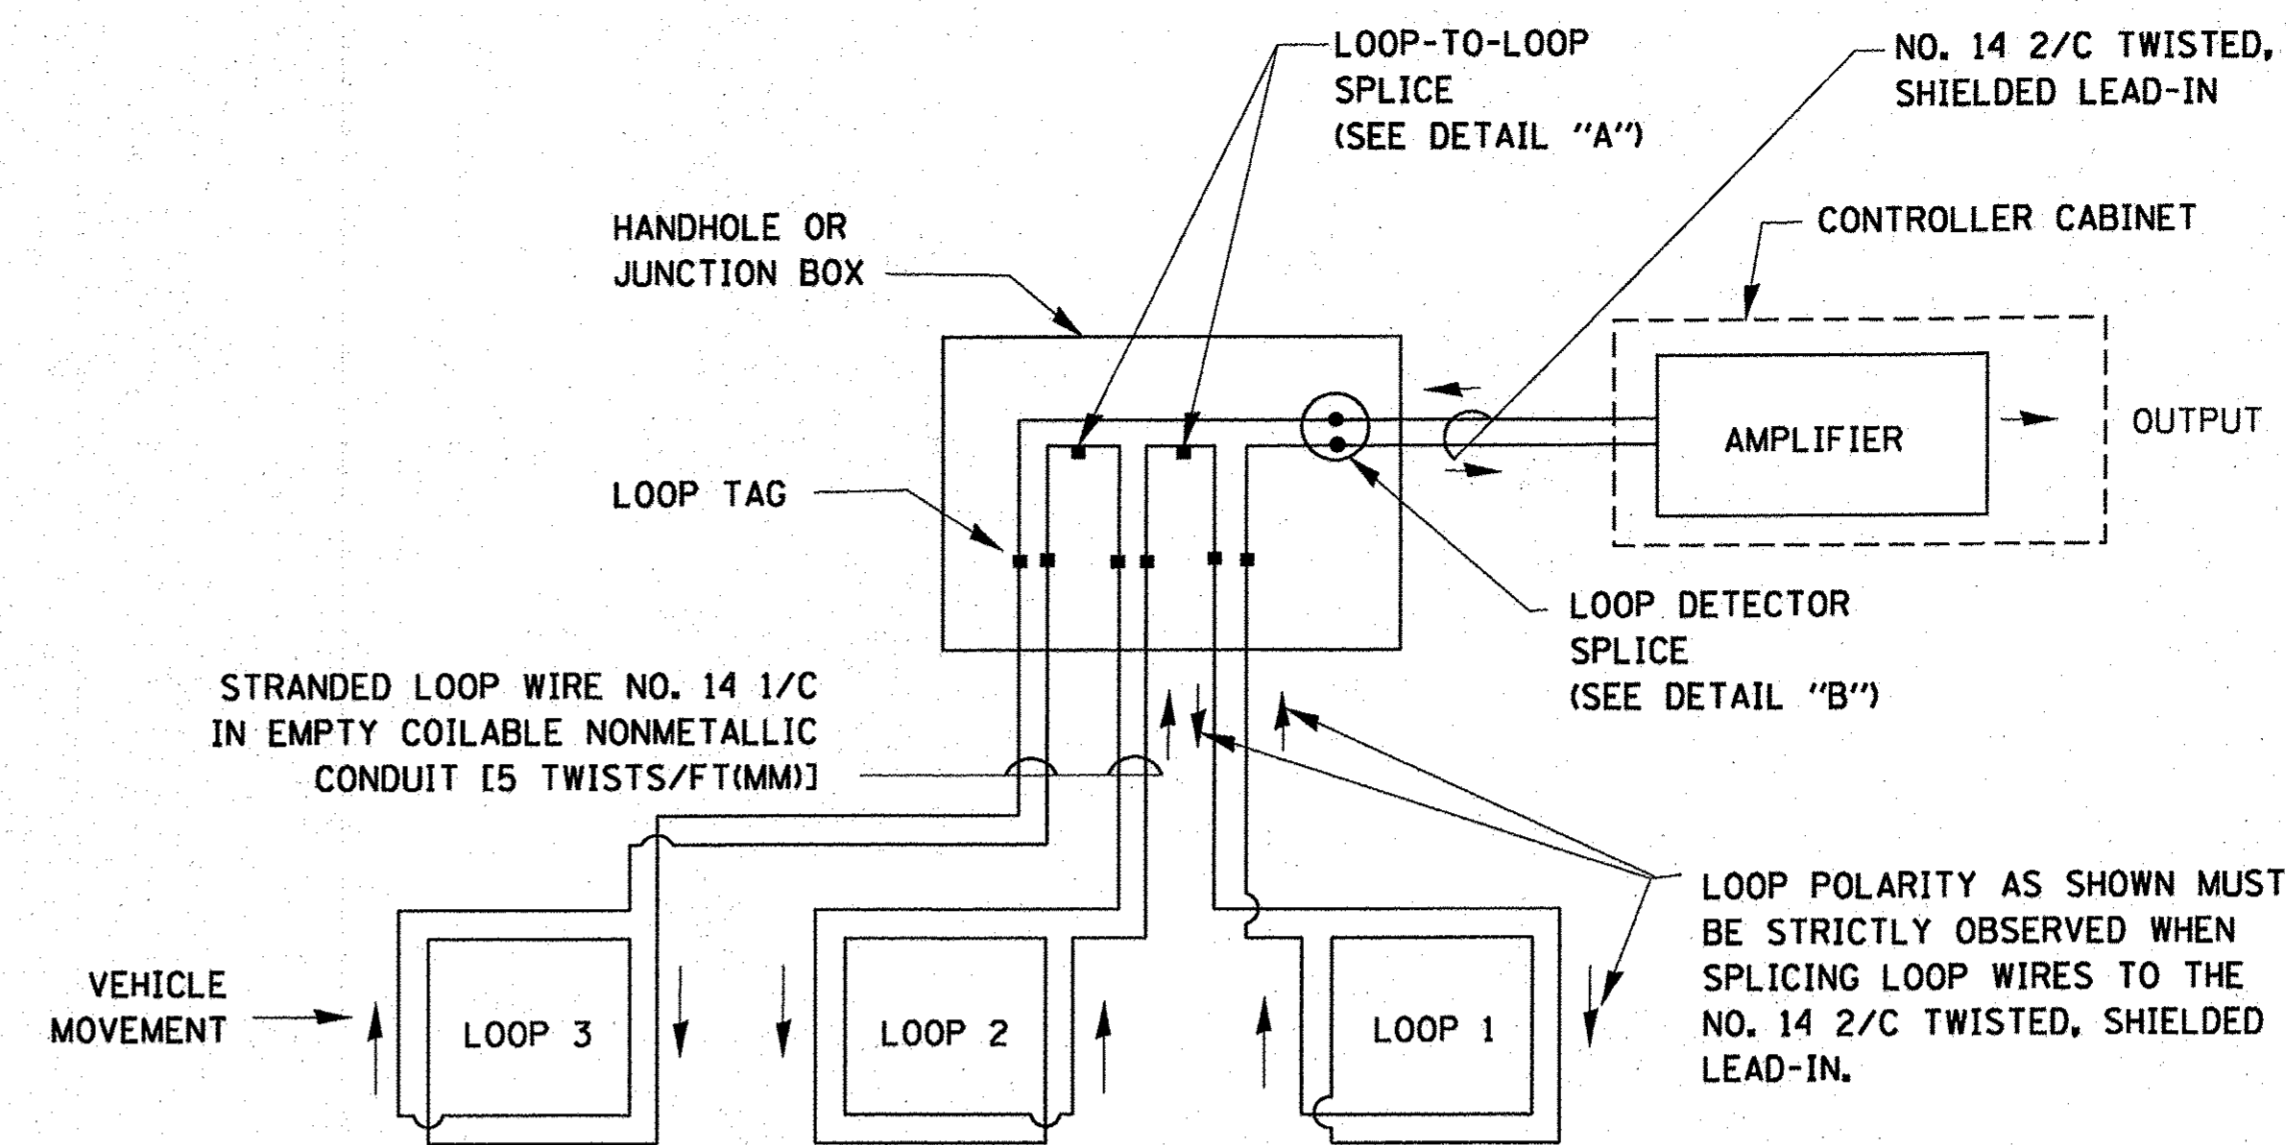 LOOP-TO-LOOP
SPLICE
(SEE DETAIL "A")
NO. 14 2/C TWISTED,
SHIELDED LEAD-IN
HANDHOLE OR
JUNCTION BOX
CONTROLLER CABINET
AMPLIFIER
OUTPUT
LOOP TAG
LOOP DETECTOR
SPLICE
(SEE DETAIL "B")
STRANDED LOOP WIRE NO. 14 1/C
IN EMPTY COILABLE NONMETALLIC
CONDUIT [5 TWISTS/FT(MM)]
LOOP POLARITY AS SHOWN MUST
BE STRICTLY OBSERVED WHEN
SPLICING LOOP WIRES TO THE
NO. 14 2/C TWISTED, SHIELDED
LEAD-IN.
VEHICLE
MOVEMENT
LOOP 3
LOOP 2
LOOP 1